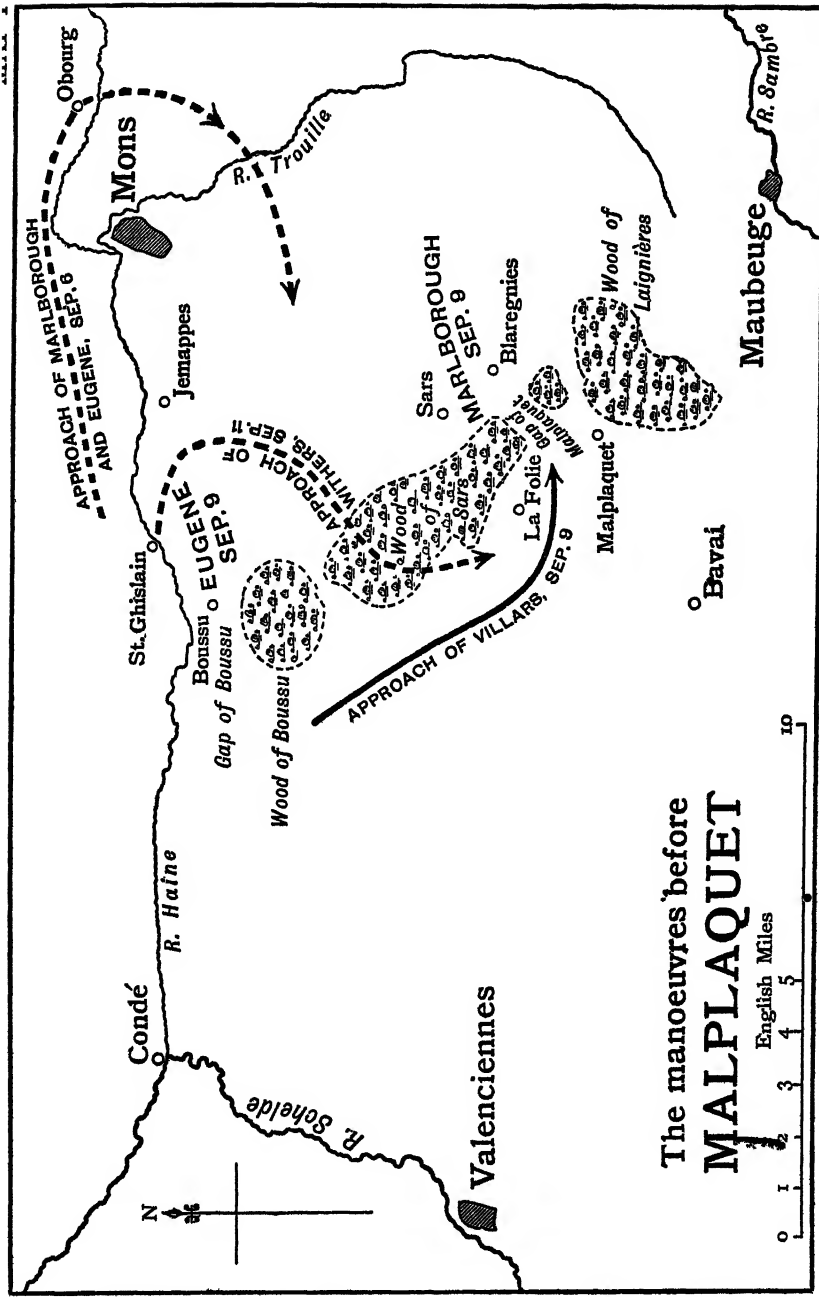 Obourg
Mons
R. Trouille
APPROACH OF MARLBOROUGH
AND EUGENE, SEP. 6
Jemappes
St. Ghislain
APPROACH OF
WITHERS, SEP. 11
EUGENE
SEP. 9
Boussu
Gap of Boussu
Wood of Boussu
Sars
MARLBOROUGH
SEP. 9
Blaregnies
Wood
of
Sars
Gap of
Malplaquet
Wood of
Laignières
La Folie
Malplaquet
APPROACH OF VILLARS, SEP. 9
Bavai
Maubeuge
R. Sambre
R. Haine
Condé
R. Schelde
Valenciennes
N
The manoeuvres before
MALPLAQUET
English Miles
0 1 2 3 4 5 10